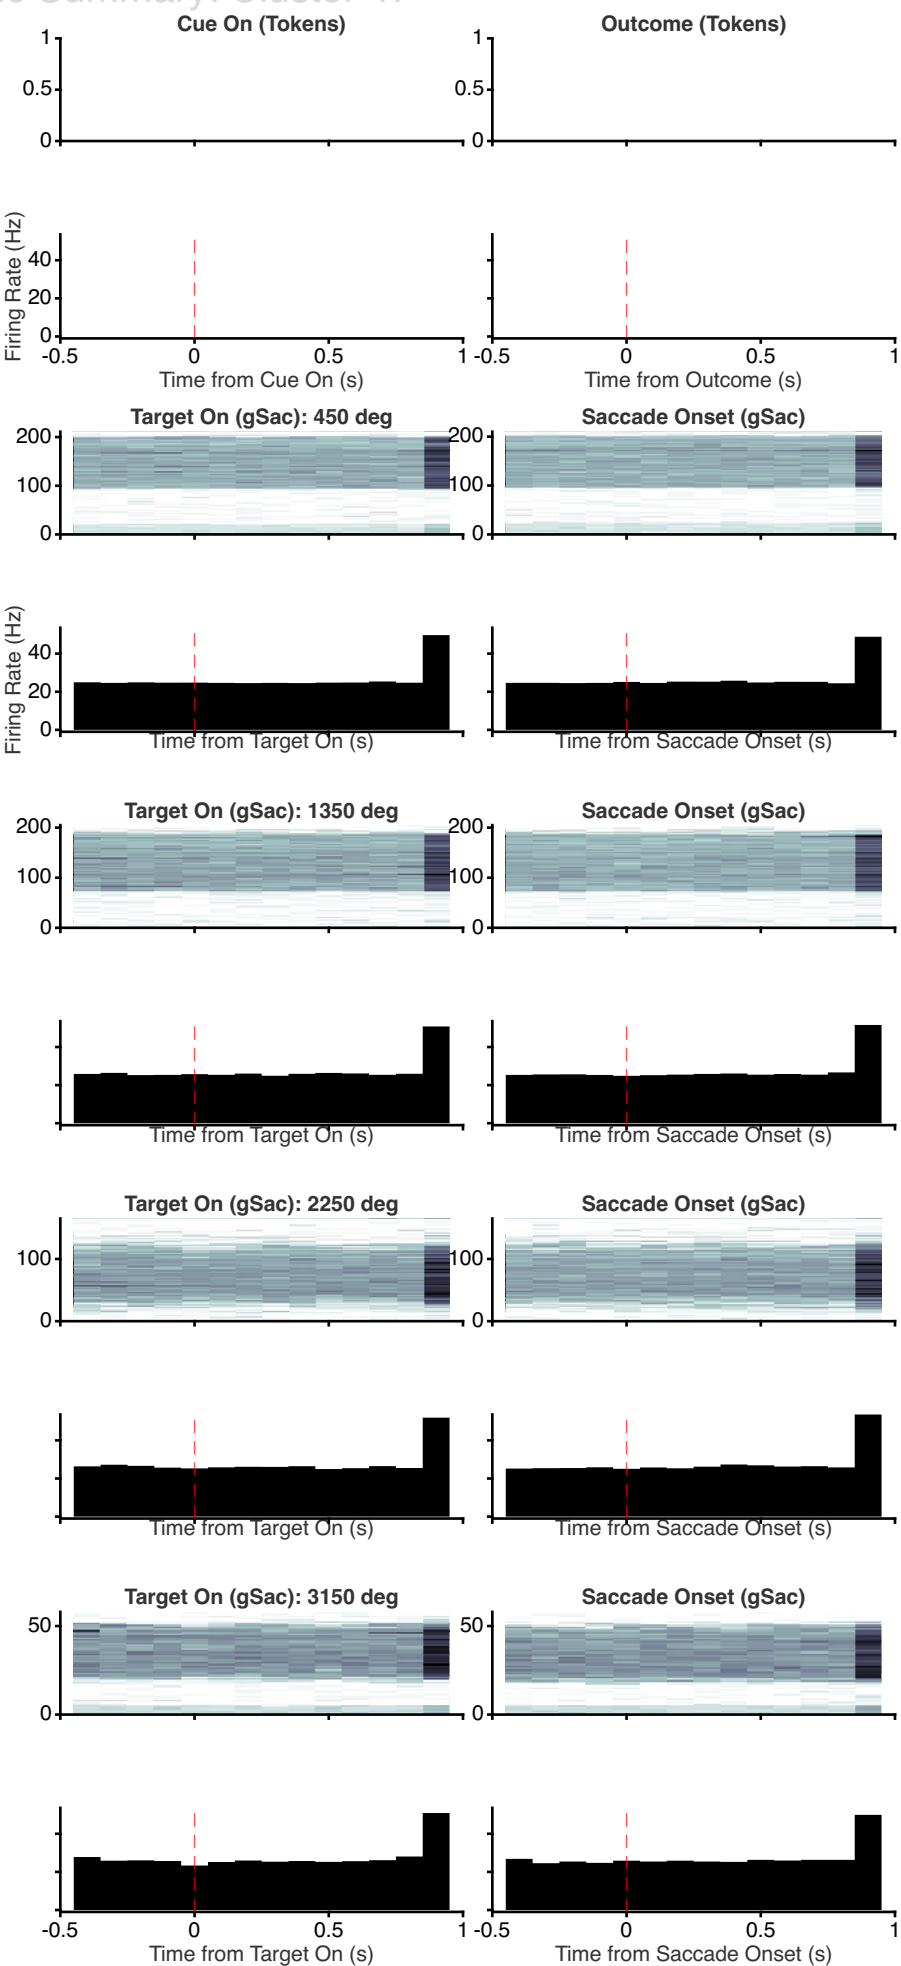 Summary: Cluster
Cue On (Tokens) Outcome (Tokens)
1 1
0.5 0.5
0 0
Firing Rate (Hz)
40
20
0
-0.5 0 0.5 1 -0.5 0 0.5 1
Time from Cue On (s) Time from Outcome (s)
Target On (gSac): 450 deg Saccade Onset (gSac)
200 200
100 100
0 0
Firing Rate (Hz)
40
20
0
Time from Target On (s) Time from Saccade Onset (s)
Target On (gSac): 1350 deg Saccade Onset (gSac)
200 200
100 100
0 0
Time from Target On (s) Time from Saccade Onset (s)
Target On (gSac): 2250 deg Saccade Onset (gSac)
100 100
0 0
Time from Target On (s) Time from Saccade Onset (s)
Target On (gSac): 3150 deg Saccade Onset (gSac)
50 50
0 0
-0.5 0 0.5 1 -0.5 0 0.5 1
Time from Target On (s) Time from Saccade Onset (s)